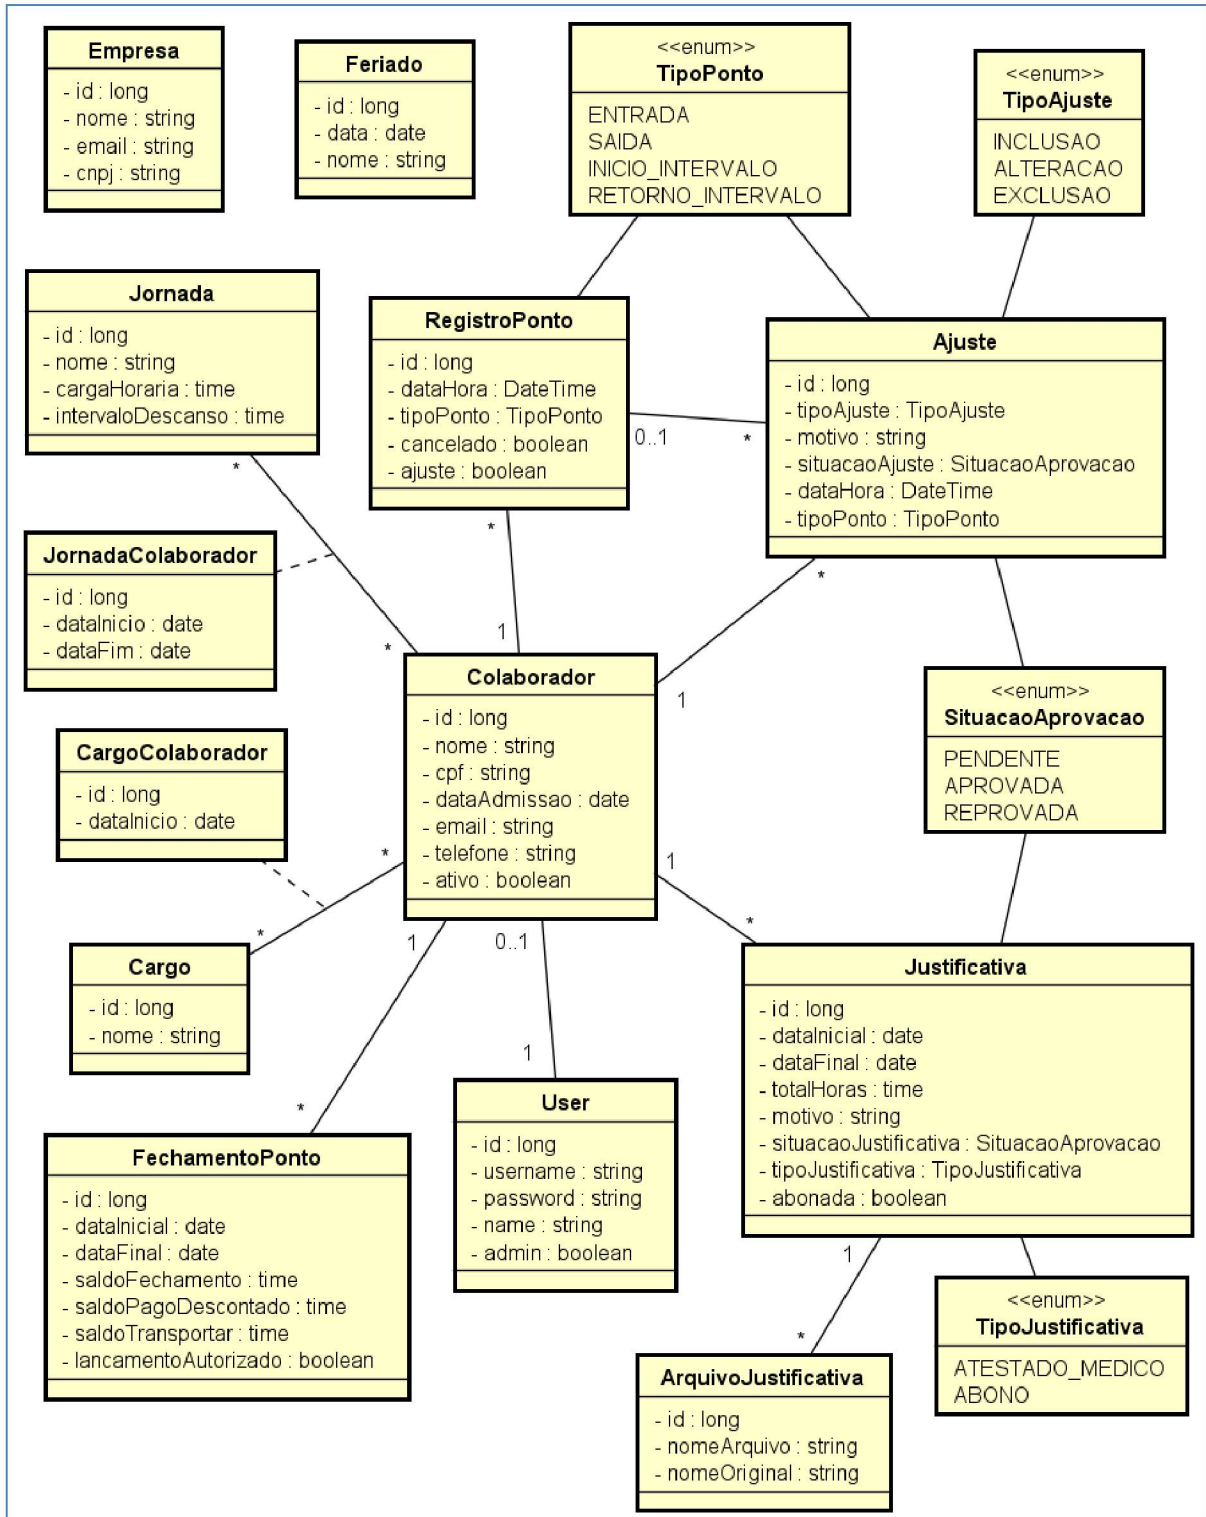 Empresa
- id : long
- nome : string
- email : string
- cnpj : string
Feriado
- id : long
- data : date
- nome : string
<<enum>>
TipoPonto
ENTRADA
SAIDA
INICIO_INTERVALO
RETORNO_INTERVALO
<<enum>>
TipoAjuste
INCLUSAO
ALTERACAO
EXCLUSAO
Jornada
- id : long
- nome : string
- cargaHoraria : time
- intervaloDescanso : time
*
RegistroPonto
- id : long
- dataHora : DateTime
- tipoPonto : TipoPonto
- cancelado : boolean
- ajuste : boolean
0..1
*
*
Ajuste
- id : long
- tipoAjuste : TipoAjuste
- motivo : string
- situacaoAjuste : SituacaoAprovacao
- dataHora : DateTime
- tipoPonto : TipoPonto
*
JornadaColaborador
- id : long
- dataInicio : date
- dataFim : date
*
1
1
Colaborador
- id : long
- nome : string
- cpf : string
- dataAdmissao : date
- email : string
- telefone : string
- ativo : boolean
<<enum>>
SituacaoAprovacao
PENDENTE
APROVADA
REPROVADA
CargoColaborador
- id : long
- dataInicio : date
*
1
*
*
1
0..1
Cargo
- id : long
- nome : string
Justificativa
- id : long
- dataInicial : date
- dataFinal : date
- totalHoras : time
- motivo : string
- situacaoJustificativa : SituacaoAprovacao
- tipoJustificativa : TipoJustificativa
- abonada : boolean
1
*
1
FechamentoPonto
- id : long
- dataInicial : date
- dataFinal : date
- saldoFechamento : time
- saldoPagoDescontado : time
- saldoTransportar : time
- lancamentoAutorizado : boolean
User
- id : long
- username : string
- password : string
- name : string
- admin : boolean
*
<<enum>>
TipoJustificativa
ATESTADO_MEDICO
ABONO
ArquivoJustificativa
- id : long
- nomeArquivo : string
- nomeOriginal : string